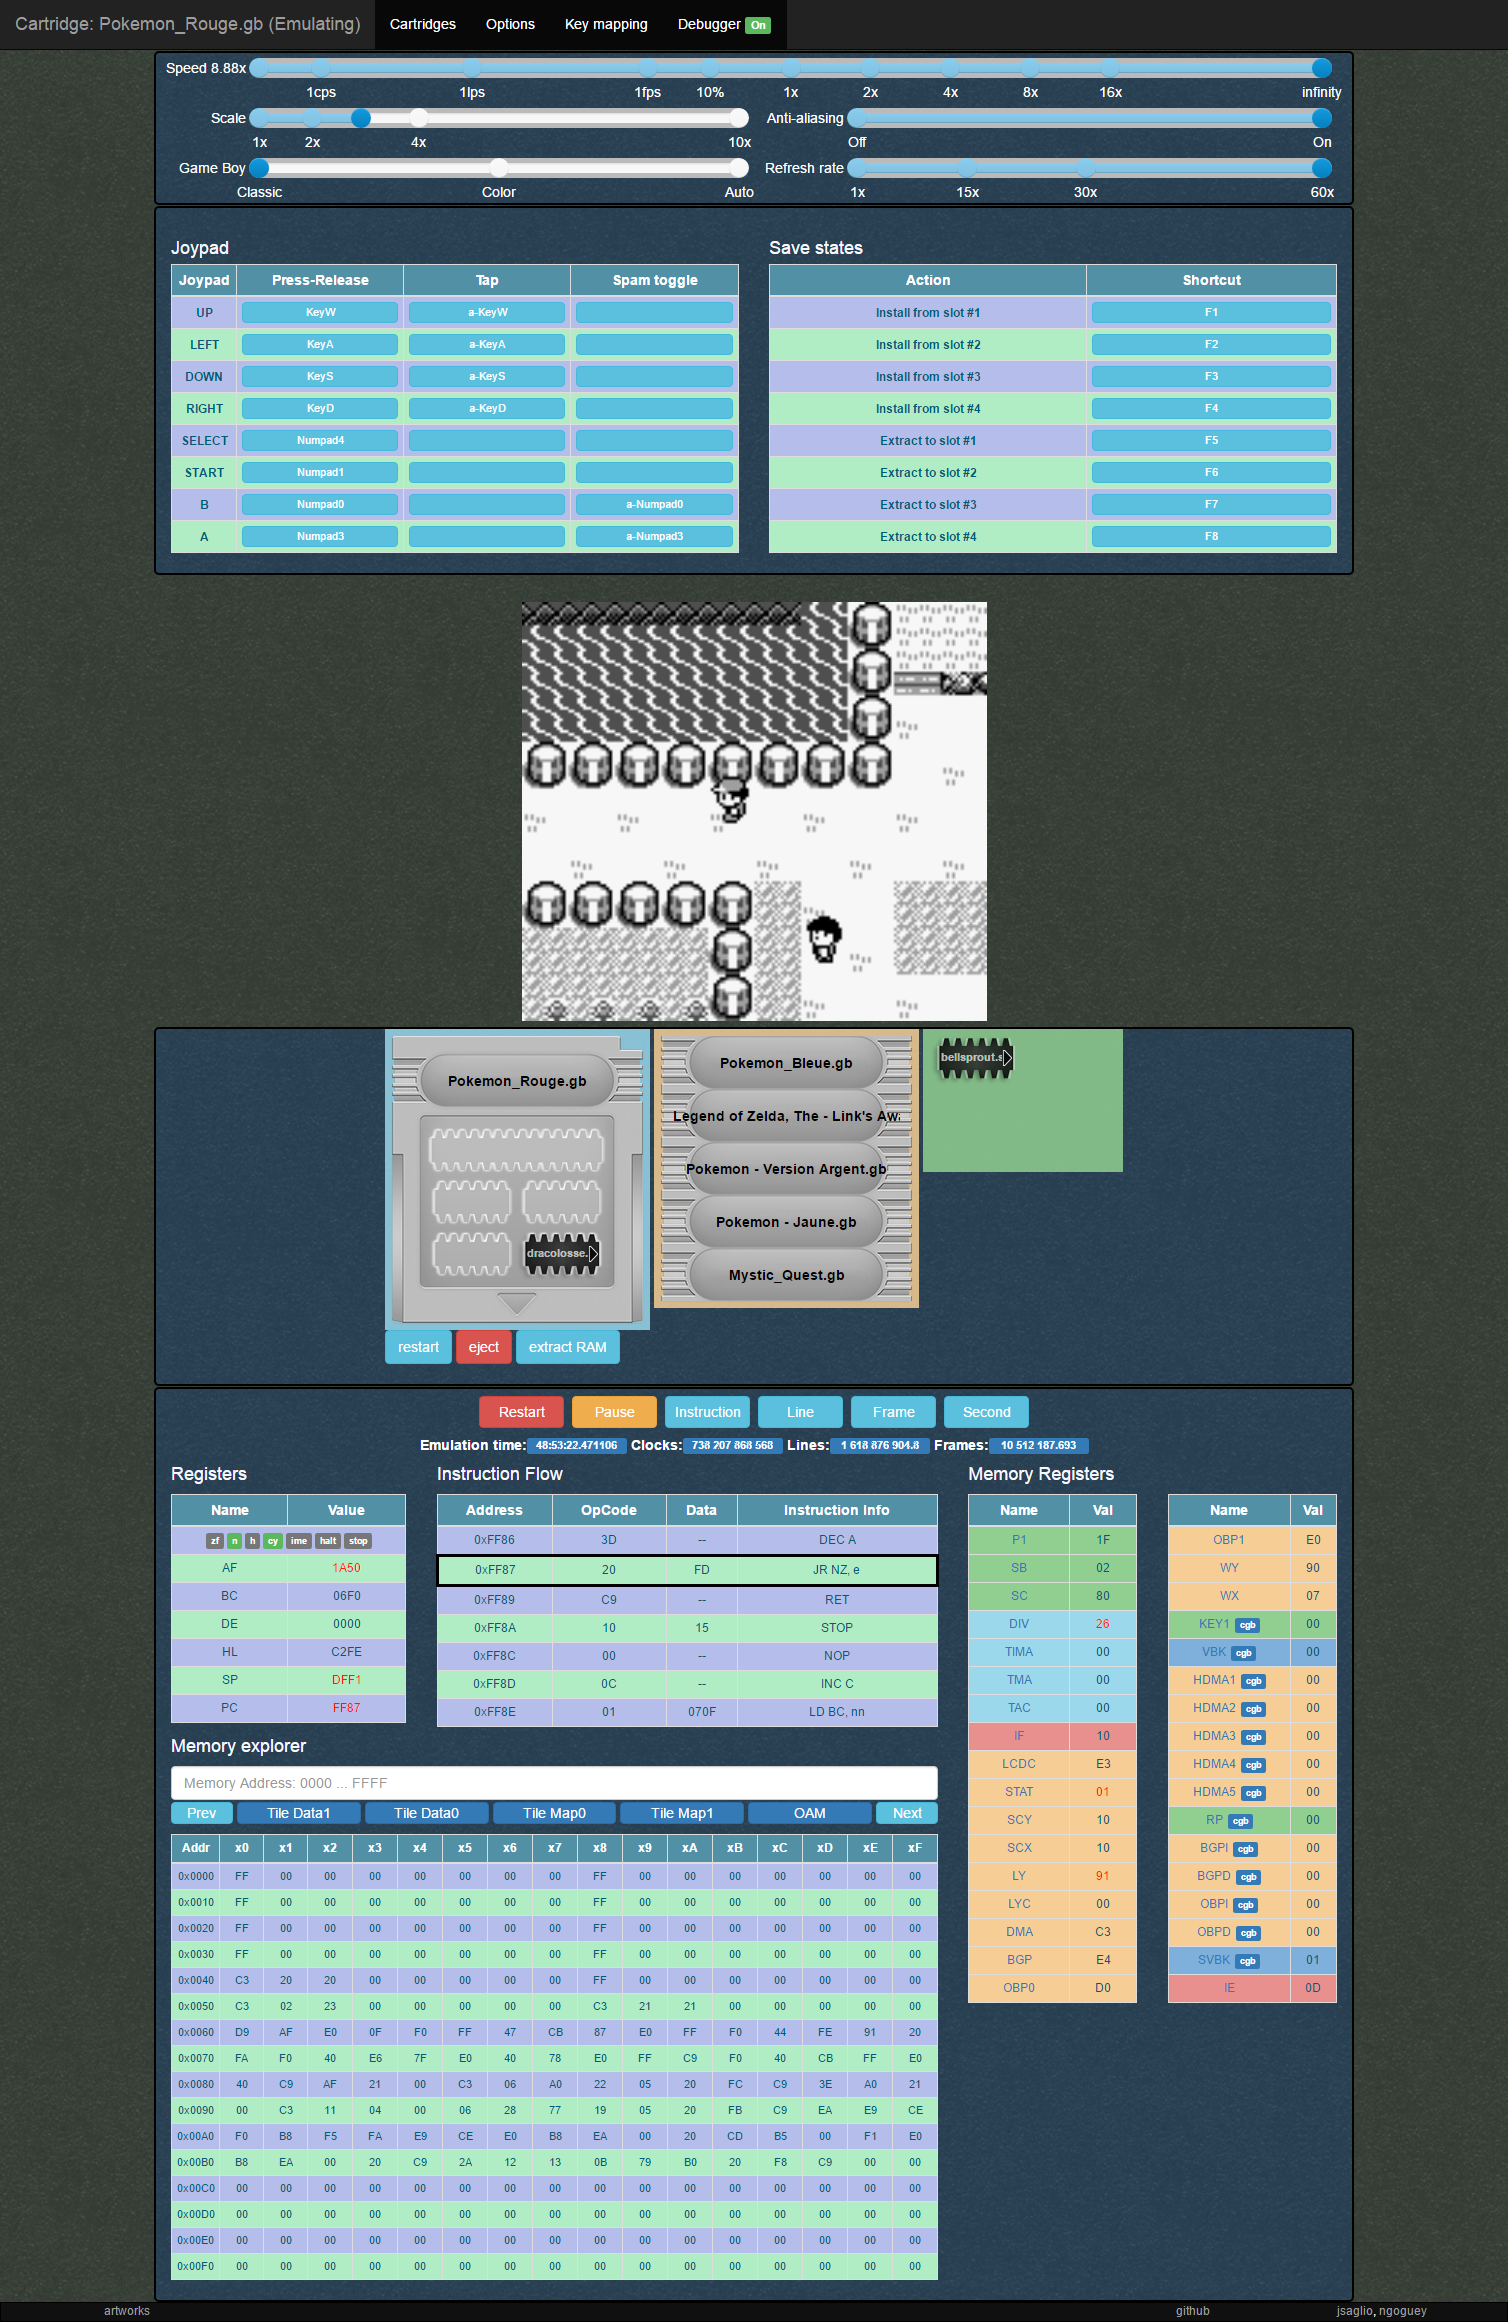 Cartridge: Pokemon_Rouge.gb (Emulating) Cartridges Options Key mapping Debugger On
Speed 8.88x
1cps 1lps 1fps 10% 1x 2x 4x 8x 16x infinity
Scale Anti-aliasing
1x 2x 4x 10x Off On
Game Boy Refresh rate
Classic Color Auto 1x 15x 30x 60x
Joypad Save states
Joypad Press-Release Tap Spam toggle Action Shortcut
UP KeyW a-KeyW Install from slot #1 F1
LEFT KeyA a-KeyA Install from slot #2 F2
DOWN KeyS a-KeyS Install from slot #3 F3
RIGHT KeyD a-KeyD Install from slot #4 F4
SELECT Numpad4 Extract to slot #1 F5
START Numpad1 Extract to slot #2 F6
B Numpad0 a-Numpad0 Extract to slot #3 F7
A Numpad3 a-Numpad3 Extract to slot #4 F8
Pokemon_Rouge.gb
dracolosse.
restart eject extract RAM
Pokemon_Bleue.gb
Legend of Zelda, The - Link's Aw
Pokemon - Version Argent.gb
Pokemon - Jaune.gb
Mystic_Quest.gb
bellsprout.s
Restart Pause Instruction Line Frame Second
Emulation time: 48:53:22.471106 Clocks: 738 207 868 568 Lines: 1 618 876 904.8 Frames: 10 512 187.693
Registers
Name Value
zf n h cy ime halt stop
AF 1A50
BC 06F0
DE 0000
HL C2FE
SP DFF1
PC FF87
Instruction Flow
Address OpCode Data Instruction Info
0xFF86 3D -- DEC A
0xFF87 20 FD JR NZ, e
0xFF89 C9 -- RET
0xFF8A 10 15 STOP
0xFF8C 00 -- NOP
0xFF8D 0C -- INC C
0xFF8E 01 070F LD BC, nn
Memory Registers
Name Val
P1 1F
SB 02
SC 80
DIV 26
TIMA 00
TMA 00
TAC 00
IF 10
LCDC E3
STAT 01
SCY 10
SCX 10
LY 91
LYC 00
DMA C3
BGP E4
OBP0 D0
Name Val
OBP1 E0
WY 90
WX 07
KEY1 cgb 00
VBK cgb 00
HDMA1 cgb 00
HDMA2 cgb 00
HDMA3 cgb 00
HDMA4 cgb 00
HDMA5 cgb 00
RP cgb 00
BGPI cgb 00
BGPD cgb 00
OBPI cgb 00
OBPD cgb 00
SVBK cgb 01
IE 0D
Memory explorer
Memory Address: 0000 ... FFFF
Prev Tile Data1 Tile Data0 Tile Map0 Tile Map1 OAM Next
Addr x0 x1 x2 x3 x4 x5 x6 x7 x8 x9 xA xB xC xD xE xF
0x0000 FF 00 00 00 00 00 00 00 FF 00 00 00 00 00 00 00
0x0010 FF 00 00 00 00 00 00 00 FF 00 00 00 00 00 00 00
0x0020 FF 00 00 00 00 00 00 00 FF 00 00 00 00 00 00 00
0x0030 FF 00 00 00 00 00 00 00 FF 00 00 00 00 00 00 00
0x0040 C3 20 20 00 00 00 00 00 FF 00 00 00 00 00 00 00
0x0050 C3 02 23 00 00 00 00 00 C3 21 21 00 00 00 00 00
0x0060 D9 AF E0 0F F0 FF 47 CB 87 E0 FF F0 44 FE 91 20
0x0070 FA F0 40 E6 7F E0 40 78 E0 FF C9 F0 40 CB FF E0
0x0080 40 C9 AF 21 00 C3 06 A0 22 05 20 FC C9 3E A0 21
0x0090 00 C3 11 04 00 06 28 77 19 05 20 FB C9 EA E9 CE
0x00A0 F0 B8 F5 FA E9 CE E0 B8 EA 00 20 CD B5 00 F1 E0
0x00B0 B8 EA 00 20 C9 2A 12 13 0B 79 B0 20 F8 C9 00 00
0x00C0 00 00 00 00 00 00 00 00 00 00 00 00 00 00 00 00
0x00D0 00 00 00 00 00 00 00 00 00 00 00 00 00 00 00 00
0x00E0 00 00 00 00 00 00 00 00 00 00 00 00 00 00 00 00
0x00F0 00 00 00 00 00 00 00 00 00 00 00 00 00 00 00 00
artworks github jsaglio, ngoguey